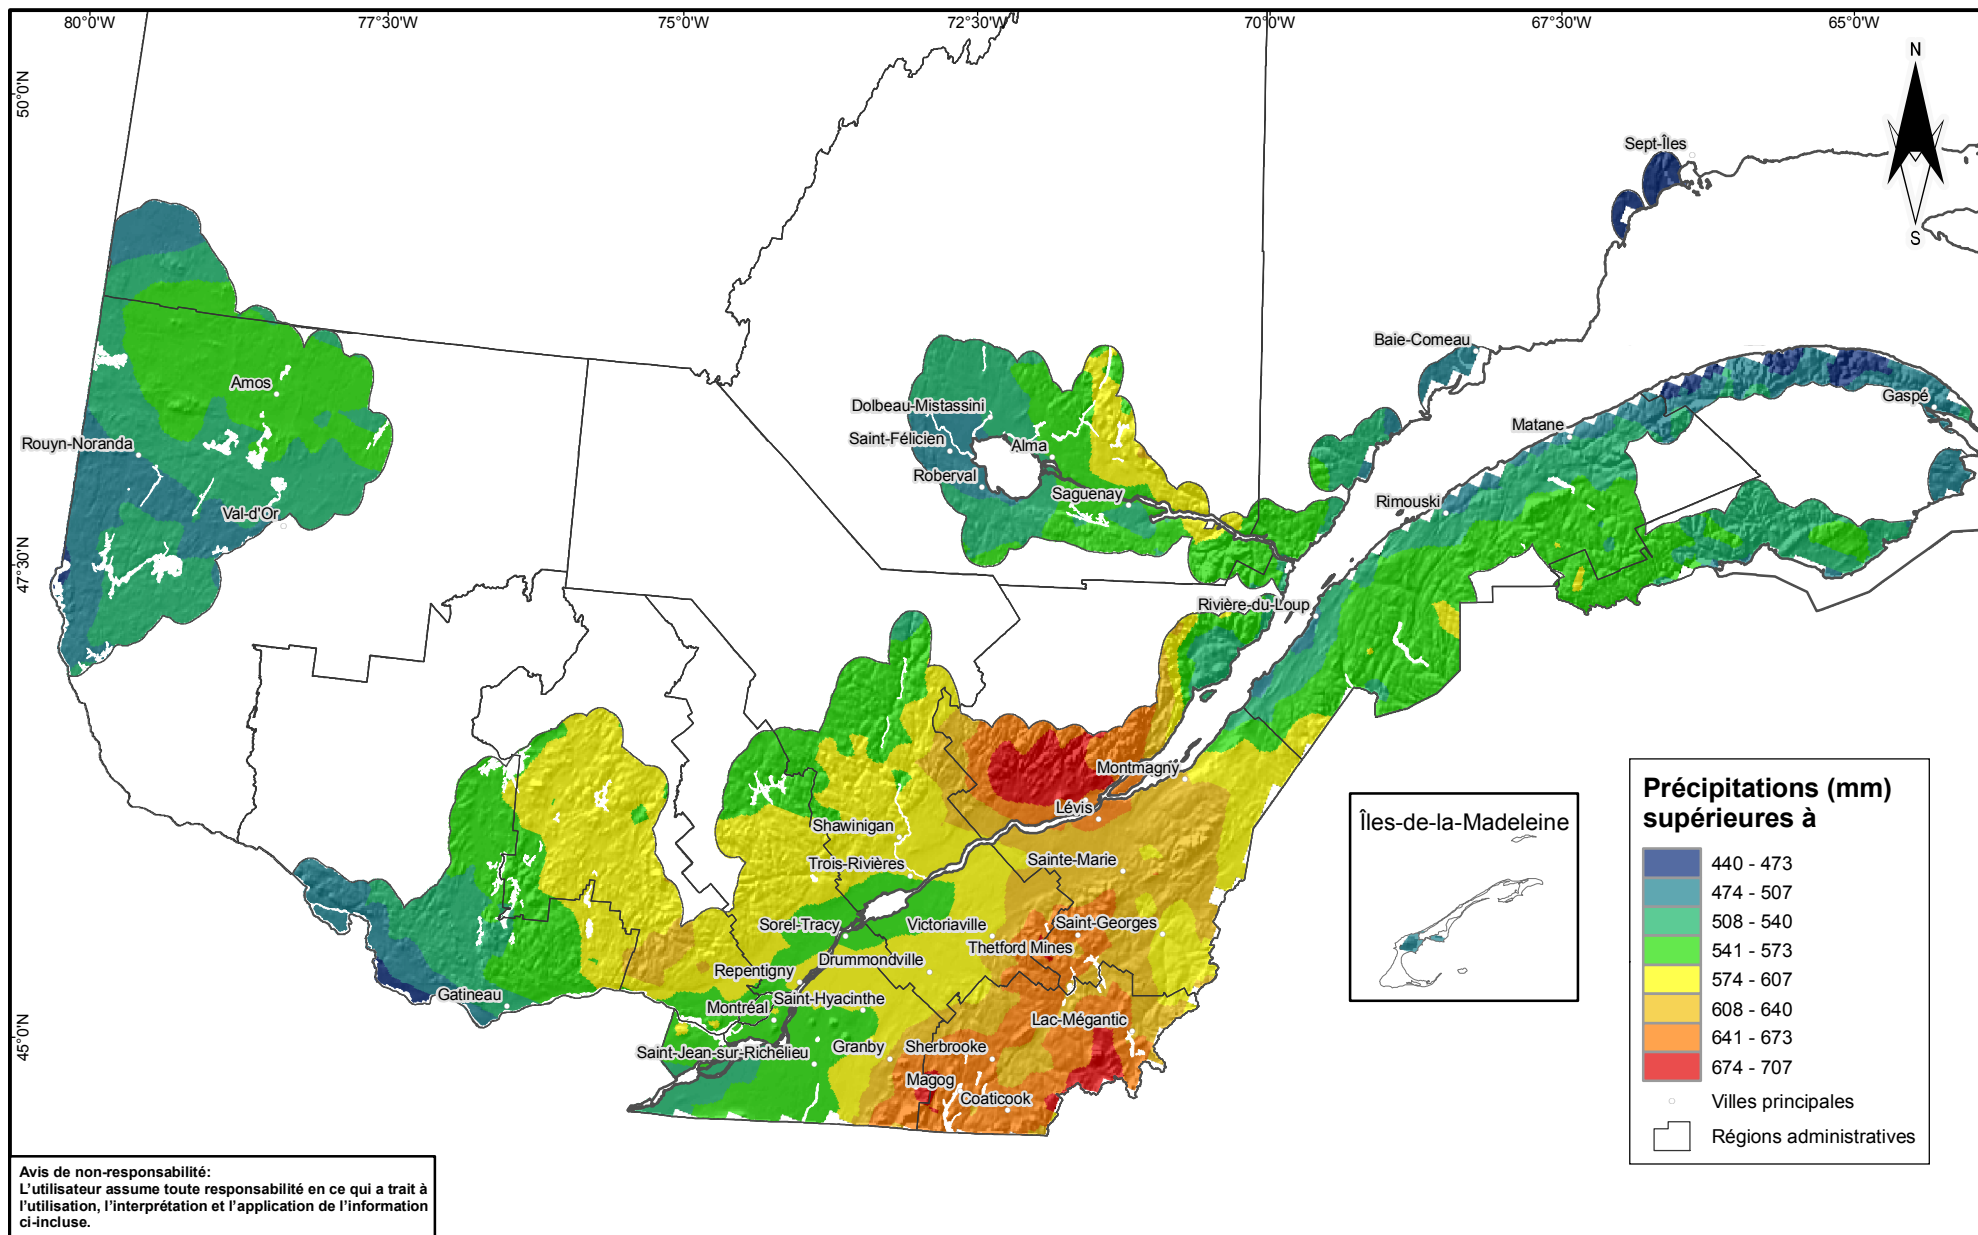 80°0'W
77°30'W
75°0'W
72°30'W
70°0'W
67°30'W
65°0'W
50°0'N
47°30'N
45°0'N
N
S
Sept-Îles
Baie-Comeau
Gaspé
Matane
Rimouski
Amos
Rouyn-Noranda
Val-d'Or
Dolbeau-Mistassini
Saint-Félicien
Alma
Roberval
Saguenay
Rivière-du-Loup
Montmagny
Lévis
Shawinigan
Trois-Rivières
Sainte-Marie
Sorel-Tracy
Victoriaville
Saint-Georges
Thetford Mines
Drummondville
Repentigny
Gatineau
Saint-Hyacinthe
Montréal
Lac-Mégantic
Saint-Jean-sur-Richelieu
Granby
Sherbrooke
Magog
Coaticook
Îles-de-la-Madeleine
Précipitations (mm)
supérieures à
440 - 473
474 - 507
508 - 540
541 - 573
574 - 607
608 - 640
641 - 673
674 - 707
Villes principales
Régions administratives
Avis de non-responsabilité:
L'utilisateur assume toute responsabilité en ce qui a trait à
l'utilisation, l'interprétation et l'application de l'information
ci-incluse.